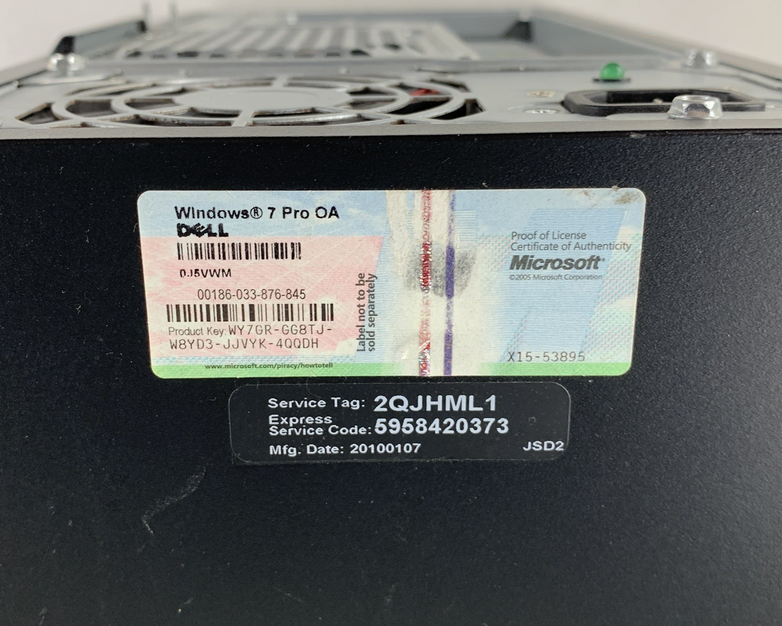 Windows® 7 Pro OA
DELL
0J5VWM
00186-033-876-845
Product Key: WY7GR-GG8TJ-
W8YD3-JJVYK-4QQDH
www.microsoft.com/piracy/howtotell
Label not to be
sold separately
Proof of License
Certificate of Authenticity
Microsoft®
©2005 Microsoft Corporation
X15-53895
Service Tag: 2QJHML1
Express
Service Code: 5958420373
Mfg. Date: 20100107
JSD2